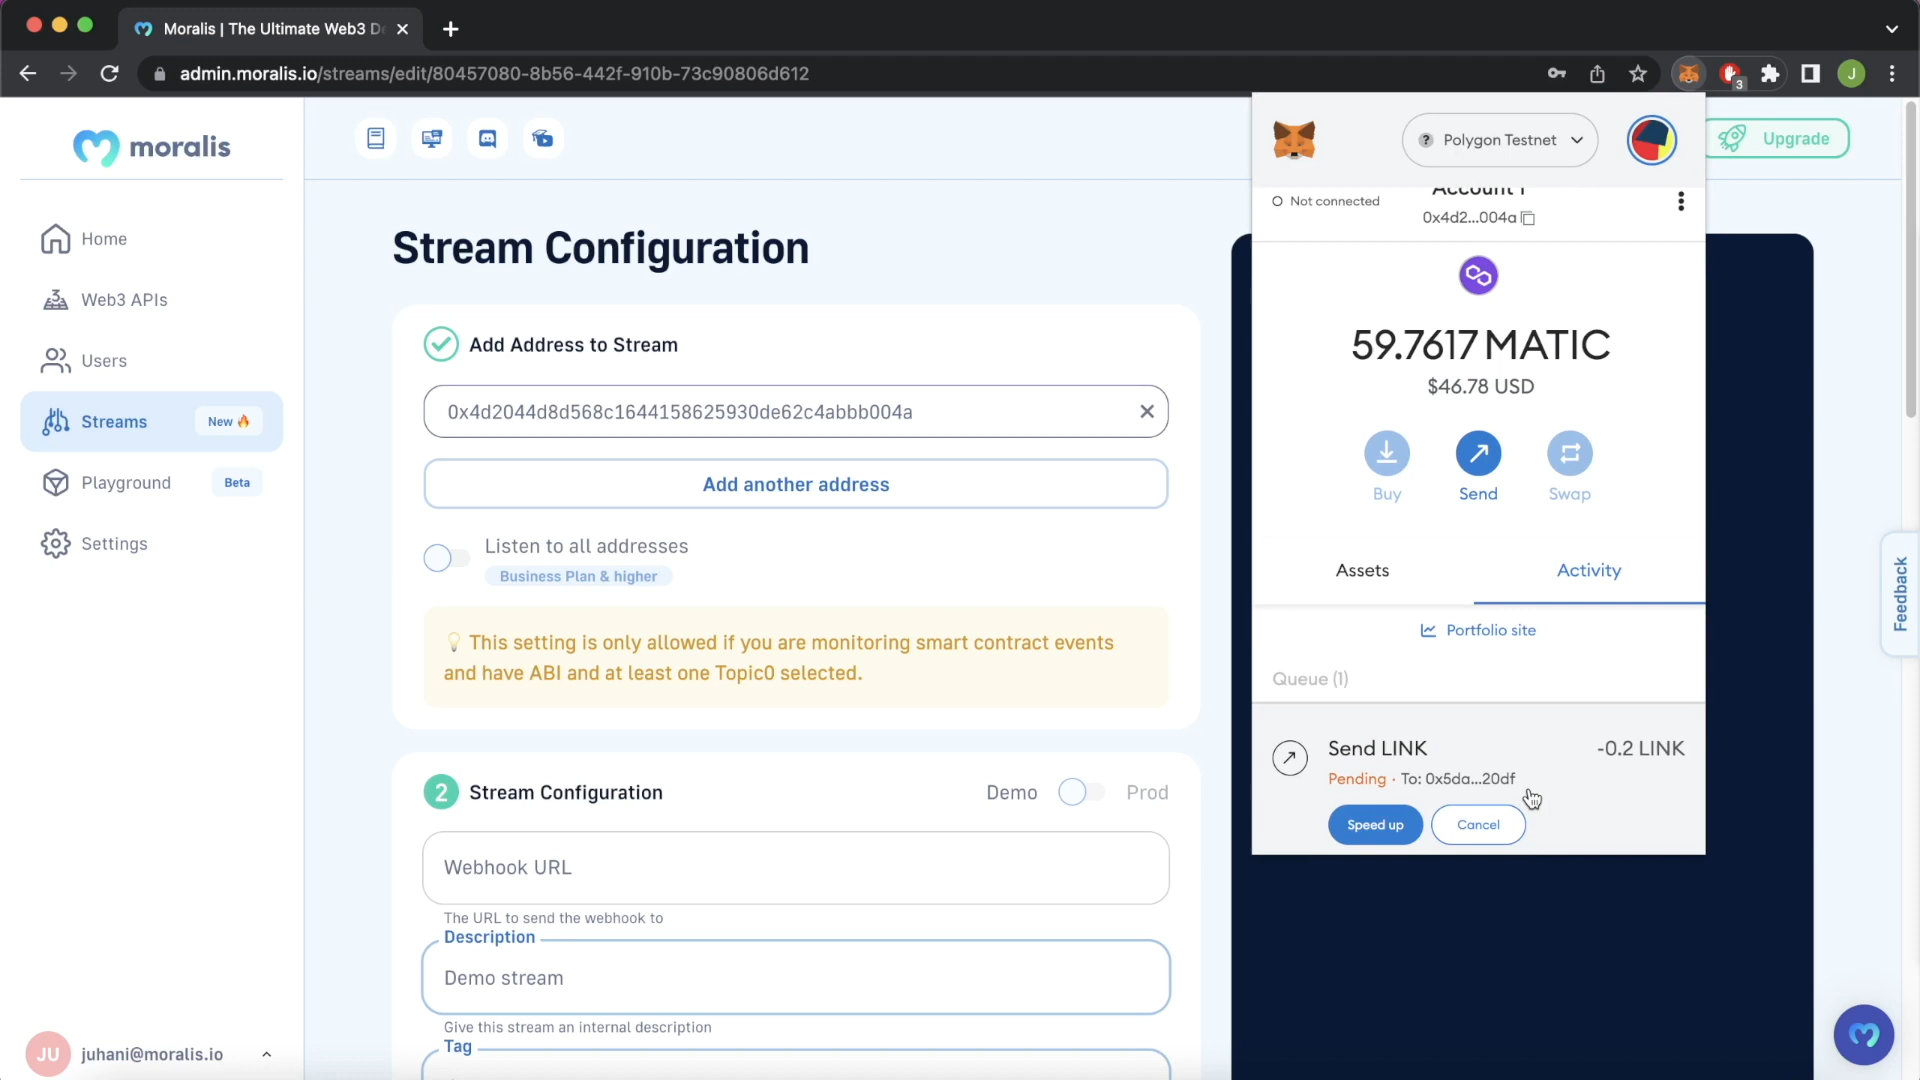 Moralis | The Ultimate Web3 De
admin.moralis.io/streams/edit/80457080-8b56-442f-910b-73c90806d612
3
J
moralis
Home
Web3 APIs
Users
Streams
New 🔥
Playground
Beta
Settings
JU
juhani@moralis.io
Upgrade
Stream Configuration
Add Address to Stream
0x4d2044d8d568c1644158625930de62c4abbb004a
Add another address
Listen to all addresses
Business Plan & higher
💡 This setting is only allowed if you are monitoring smart contract events
and have ABI and at least one Topic0 selected.
2
Stream Configuration
Demo
Prod
Webhook URL
The URL to send the webhook to
Description
Demo stream
Give this stream an internal description
Tag
? Polygon Testnet
Account 1
Not connected
0x4d2...004a
59.7617 MATIC
$46.78 USD
Buy
Send
Swap
Assets
Activity
Portfolio site
Queue (1)
Send LINK
-0.2 LINK
Pending · To: 0x5da...20df
Speed up
Cancel
Feedback